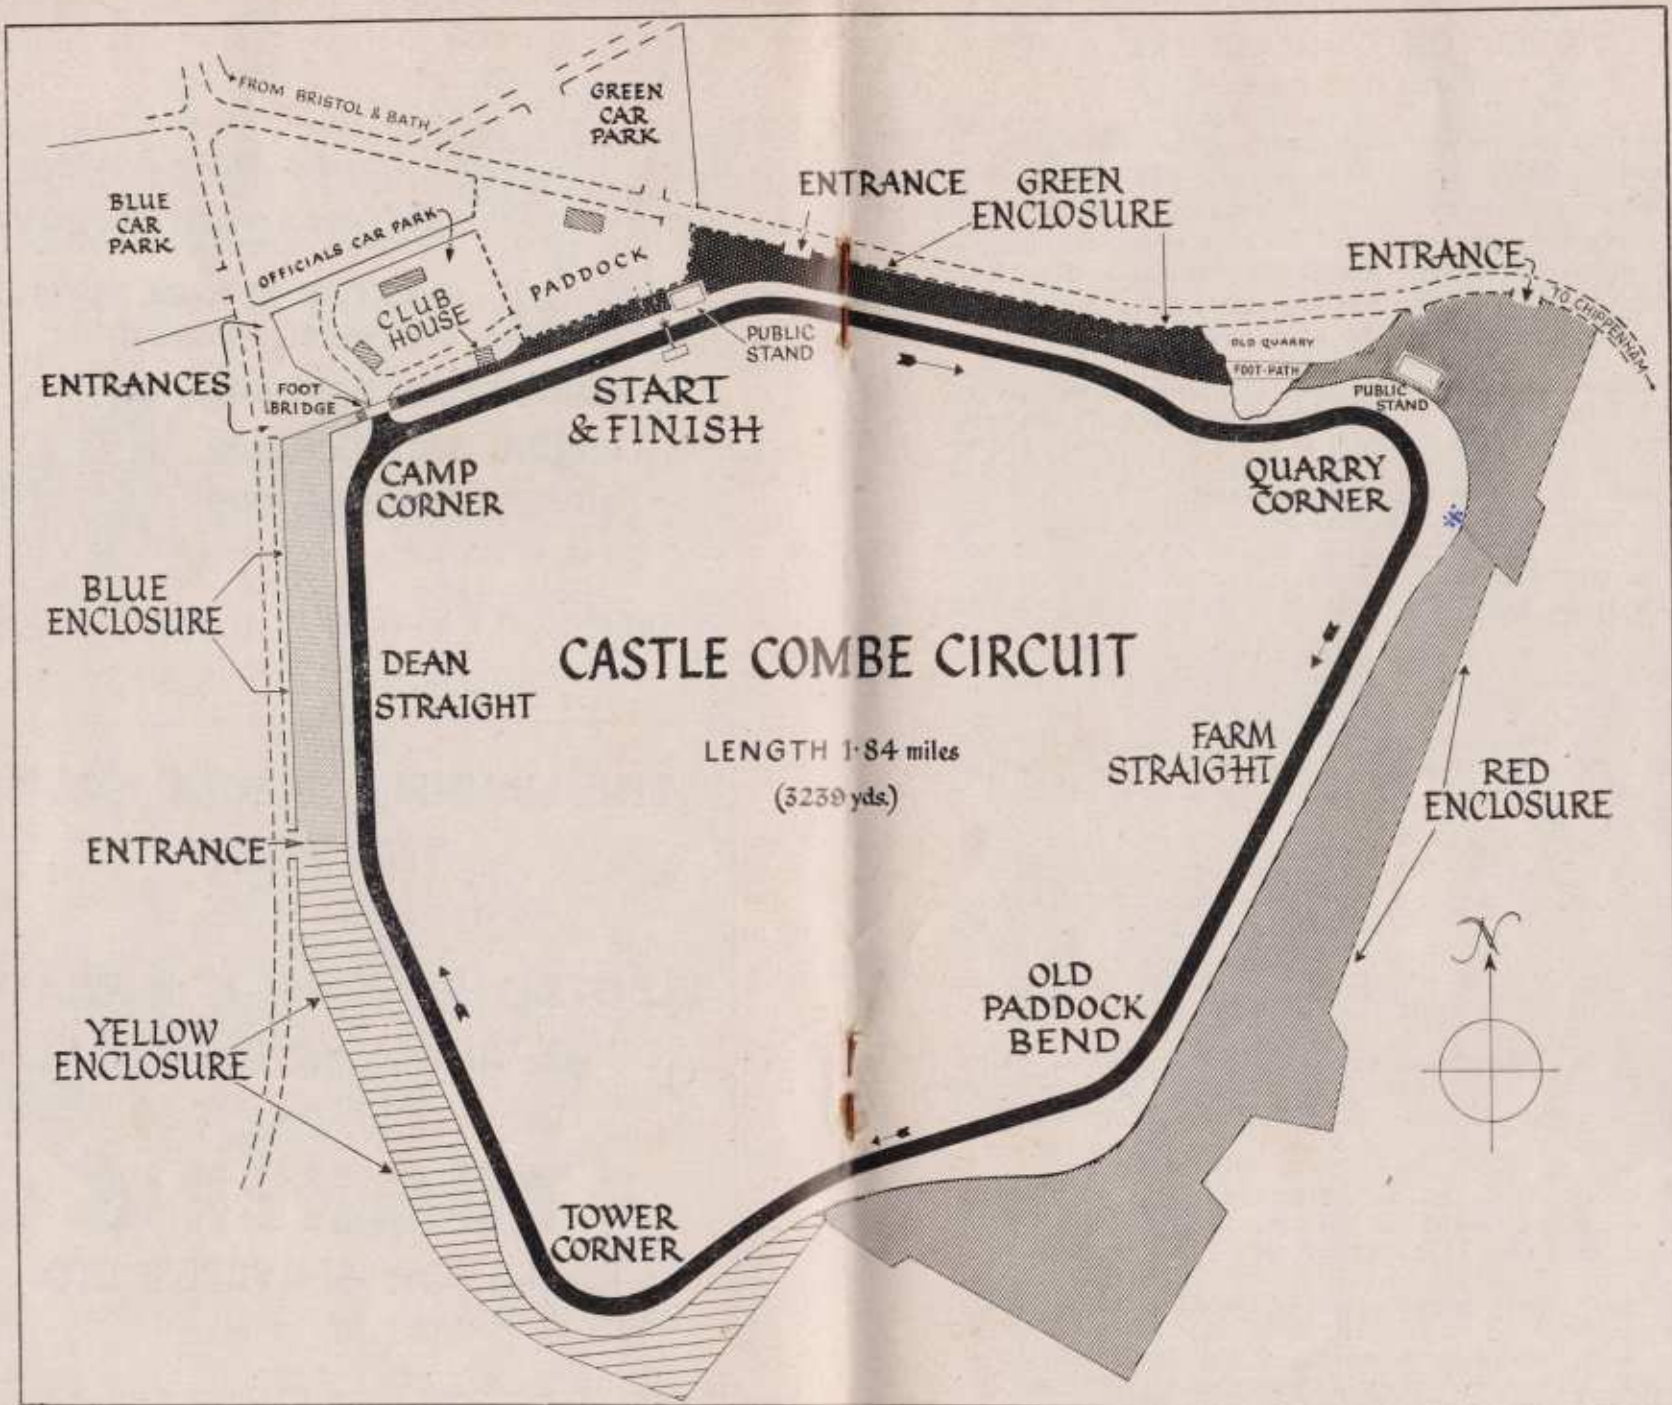 FROM BRISTOL & BATH
GREEN
CAR
PARK
BLUE
CAR
PARK
OFFICIALS CAR PARK
CLUB
HOUSE
PADDOCK
ENTRANCE
GREEN
ENCLOSURE
ENTRANCE
TO CHIPPENHAM
OLD QUARRY
FOOT-PATH
PUBLIC
STAND
PUBLIC
STAND
ENTRANCES
FOOT
BRIDGE
START
& FINISH
CAMP
CORNER
QUARRY
CORNER
BLUE
ENCLOSURE
DEAN
STRAIGHT
CASTLE COMBE CIRCUIT
LENGTH 1·84 miles
(3239 yds.)
FARM
STRAIGHT
RED
ENCLOSURE
ENTRANCE
YELLOW
ENCLOSURE
OLD
PADDOCK
BEND
N
TOWER
CORNER